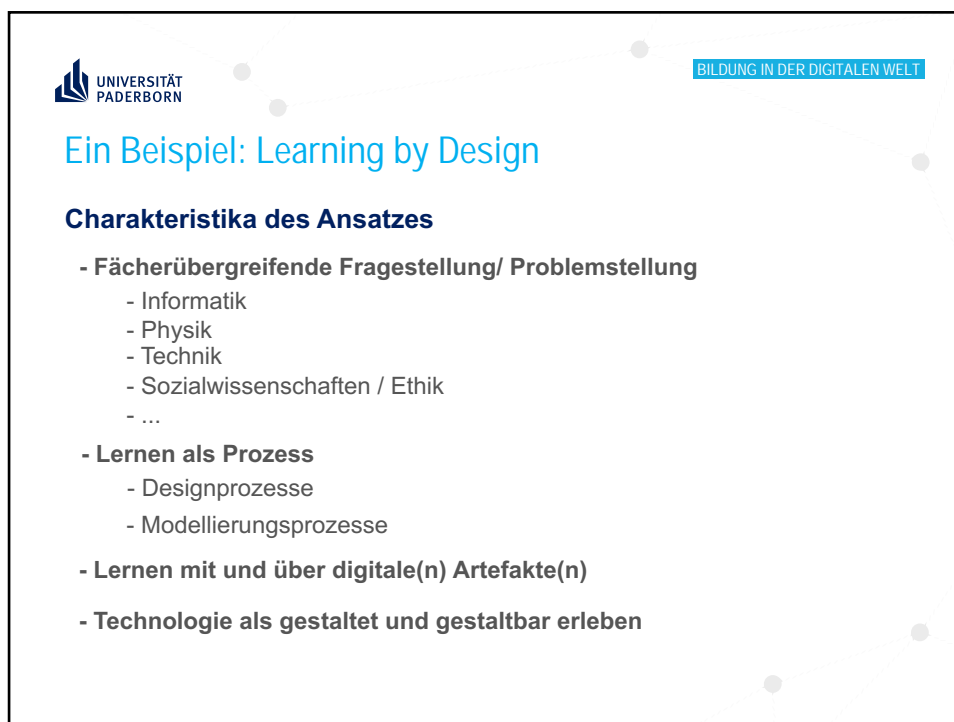 UNIVERSITÄT
PADERBORN
BILDUNG IN DER DIGITALEN WELT
Ein Beispiel: Learning by Design
Charakteristika des Ansatzes
- Fächerübergreifende Fragestellung/ Problemstellung
- Informatik
- Physik
- Technik
- Sozialwissenschaften / Ethik
- ...
- Lernen als Prozess
- Designprozesse
- Modellierungsprozesse
- Lernen mit und über digitale(n) Artefakte(n)
- Technologie als gestaltet und gestaltbar erleben